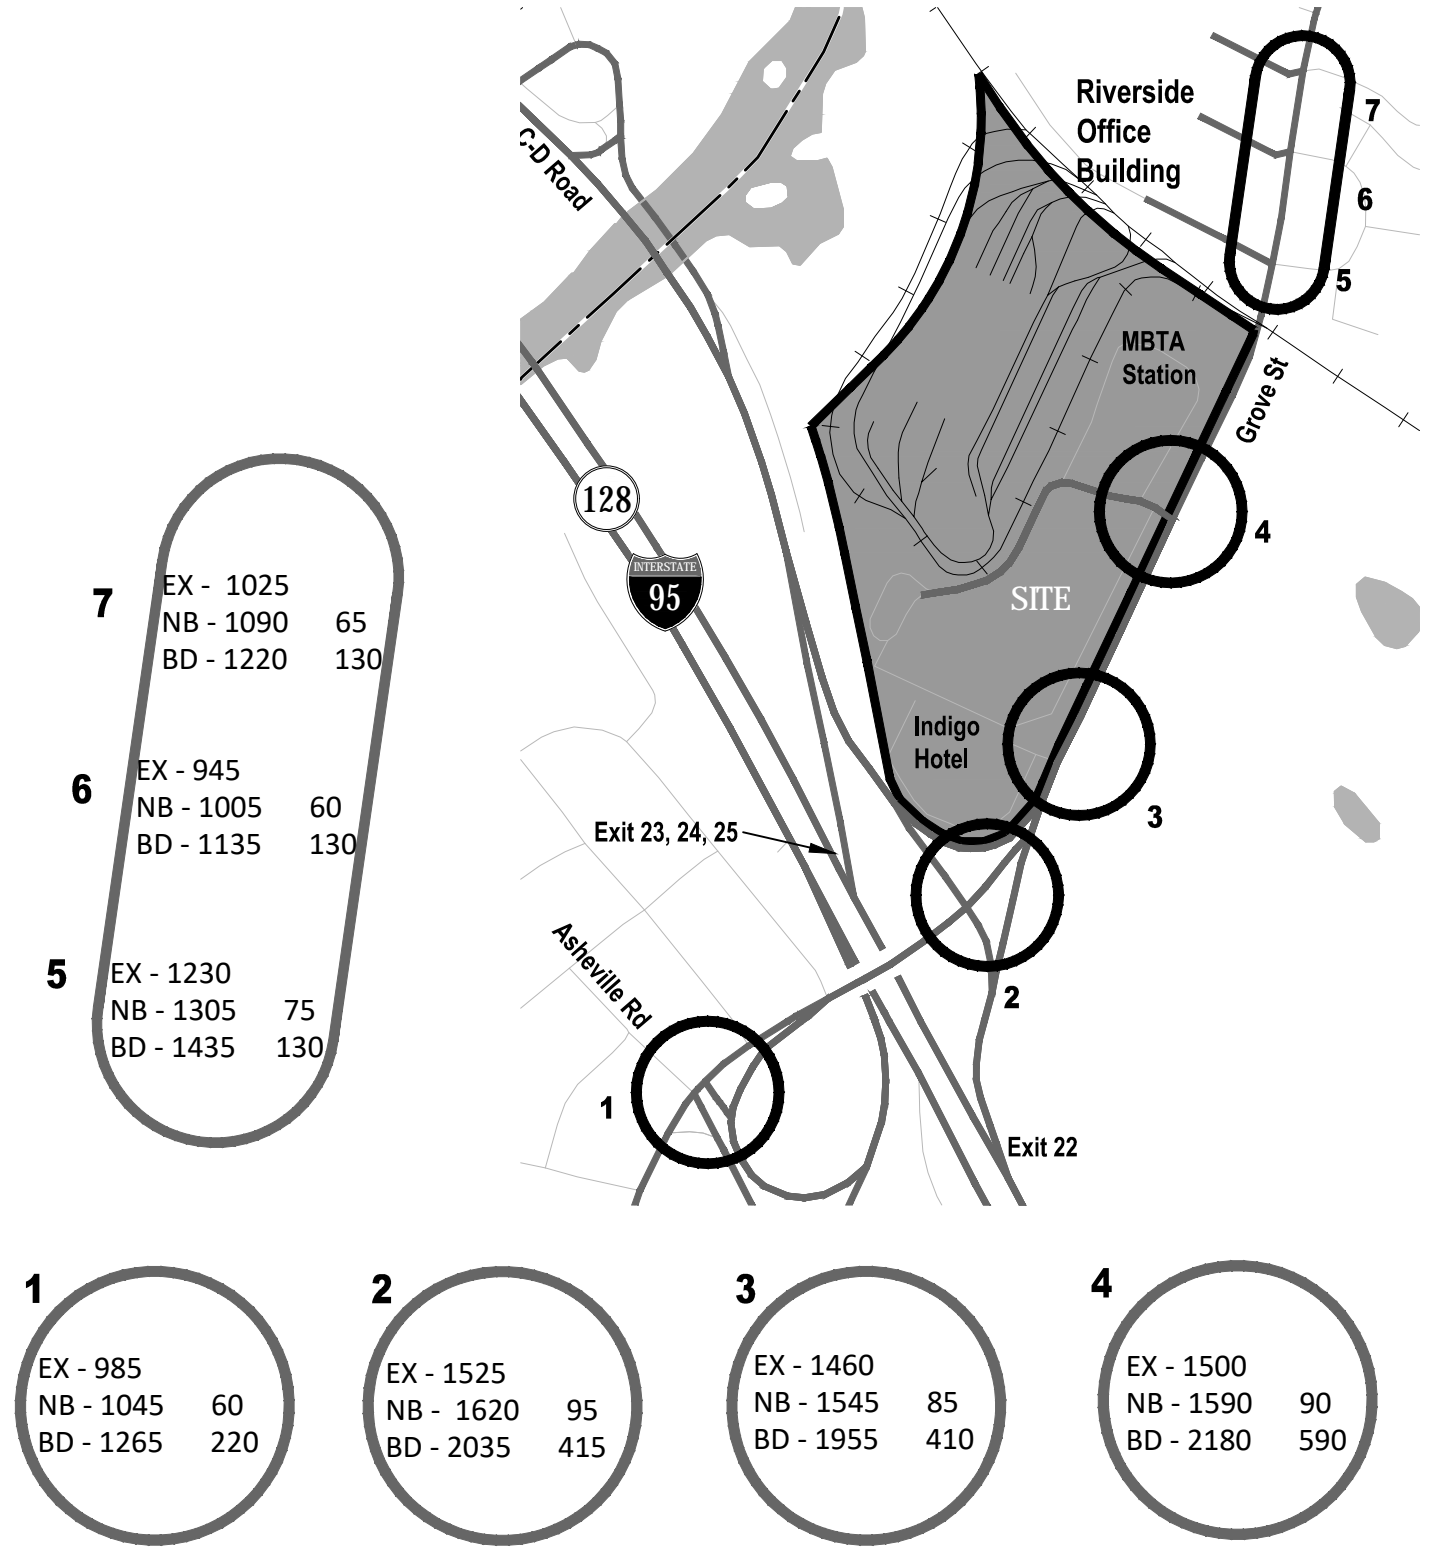 C-D Road
Riverside
Office
Building
7
6
5
MBTA
Station
Grove St
128
INTERSTATE
95
4
SITE
Indigo
Hotel
3
Exit 23, 24, 25
Asheville Rd
2
1
Exit 22
7
EX - 1025
NB - 1090 65
BD - 1220 130
6
EX - 945
NB - 1005 60
BD - 1135 130
5
EX - 1230
NB - 1305 75
BD - 1435 130
1
EX - 985
NB - 1045 60
BD - 1265 220
2
EX - 1525
NB - 1620 95
BD - 2035 415
3
EX - 1460
NB - 1545 85
BD - 1955 410
4
EX - 1500
NB - 1590 90
BD - 2180 590